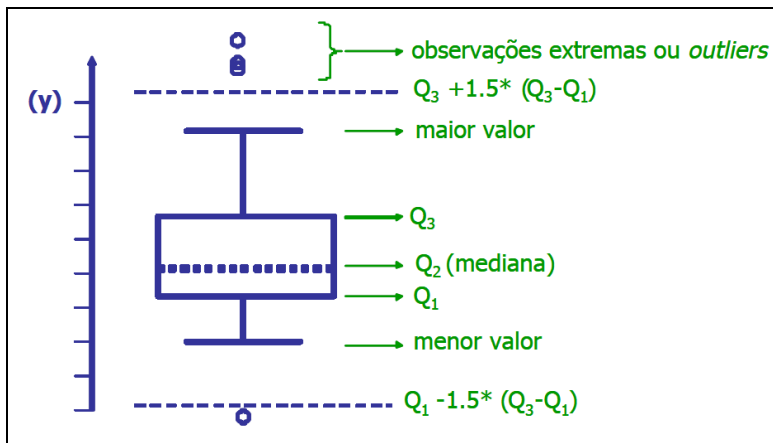 observações extremas ou outliers
Q3 +1.5* (Q3-Q1)
(y)
maior valor
Q3
Q2 (mediana)
Q1
menor valor
Q1 -1.5* (Q3-Q1)